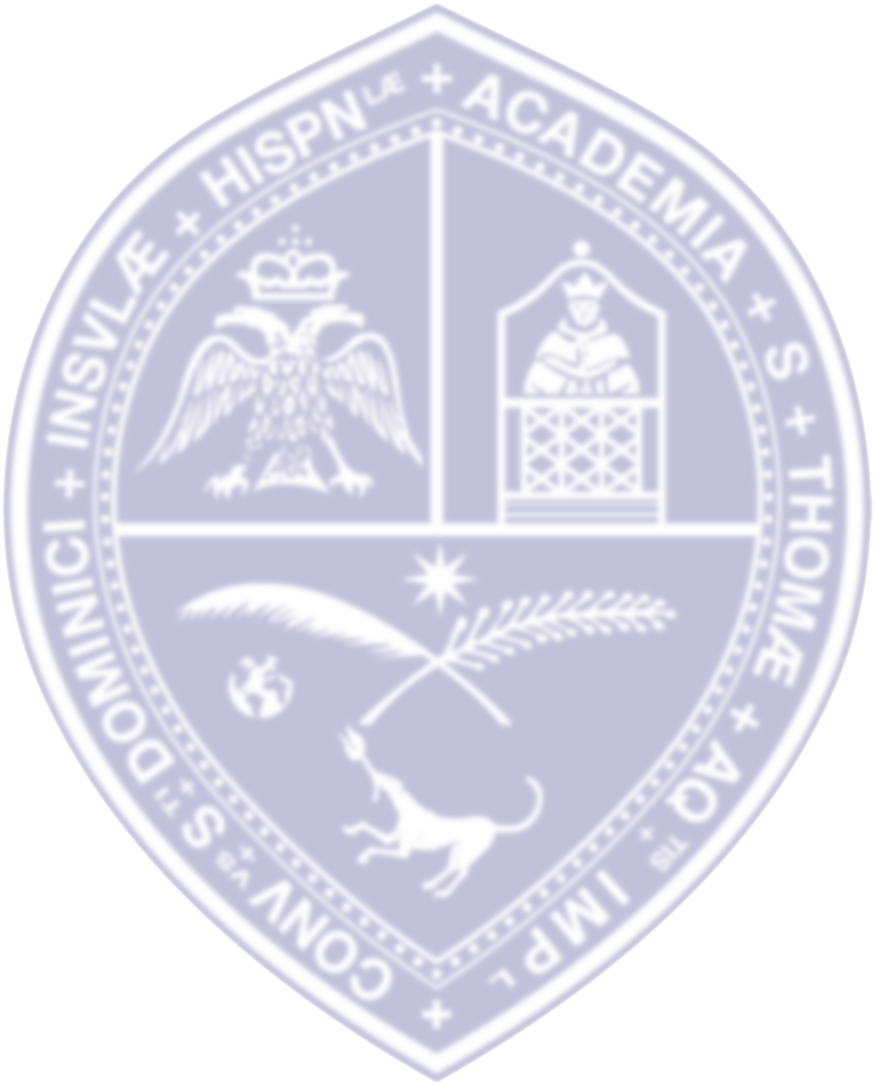 + ACADEMIA + S + THOMÆ + AQ + TIS IMP L + CONV + VS S + TI DOMINICI + INSVLÆ + HISPN LÆ